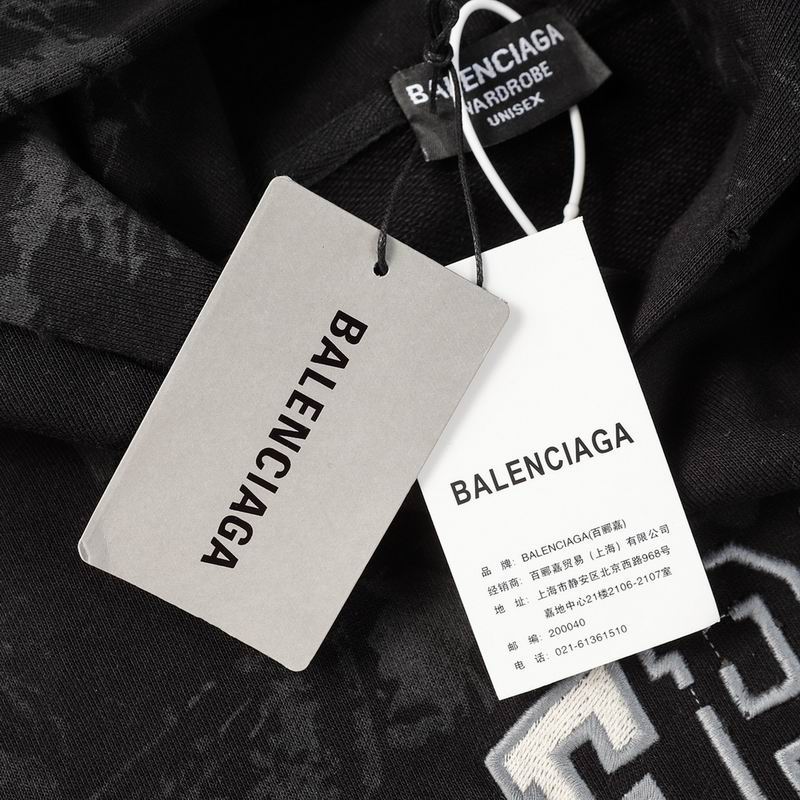 BALENCIAGA
WARDROBE
UNISEX
BALENCIAGA
BALENCIAGA
品 牌: BALENCIAGA(百郦嘉)
经销商: 百郦嘉贸易(上海)有限公司
地 址: 上海市静安区北京西路968号
嘉地中心21楼2106-2107室
邮 编: 200040
电 话: 021-61361510